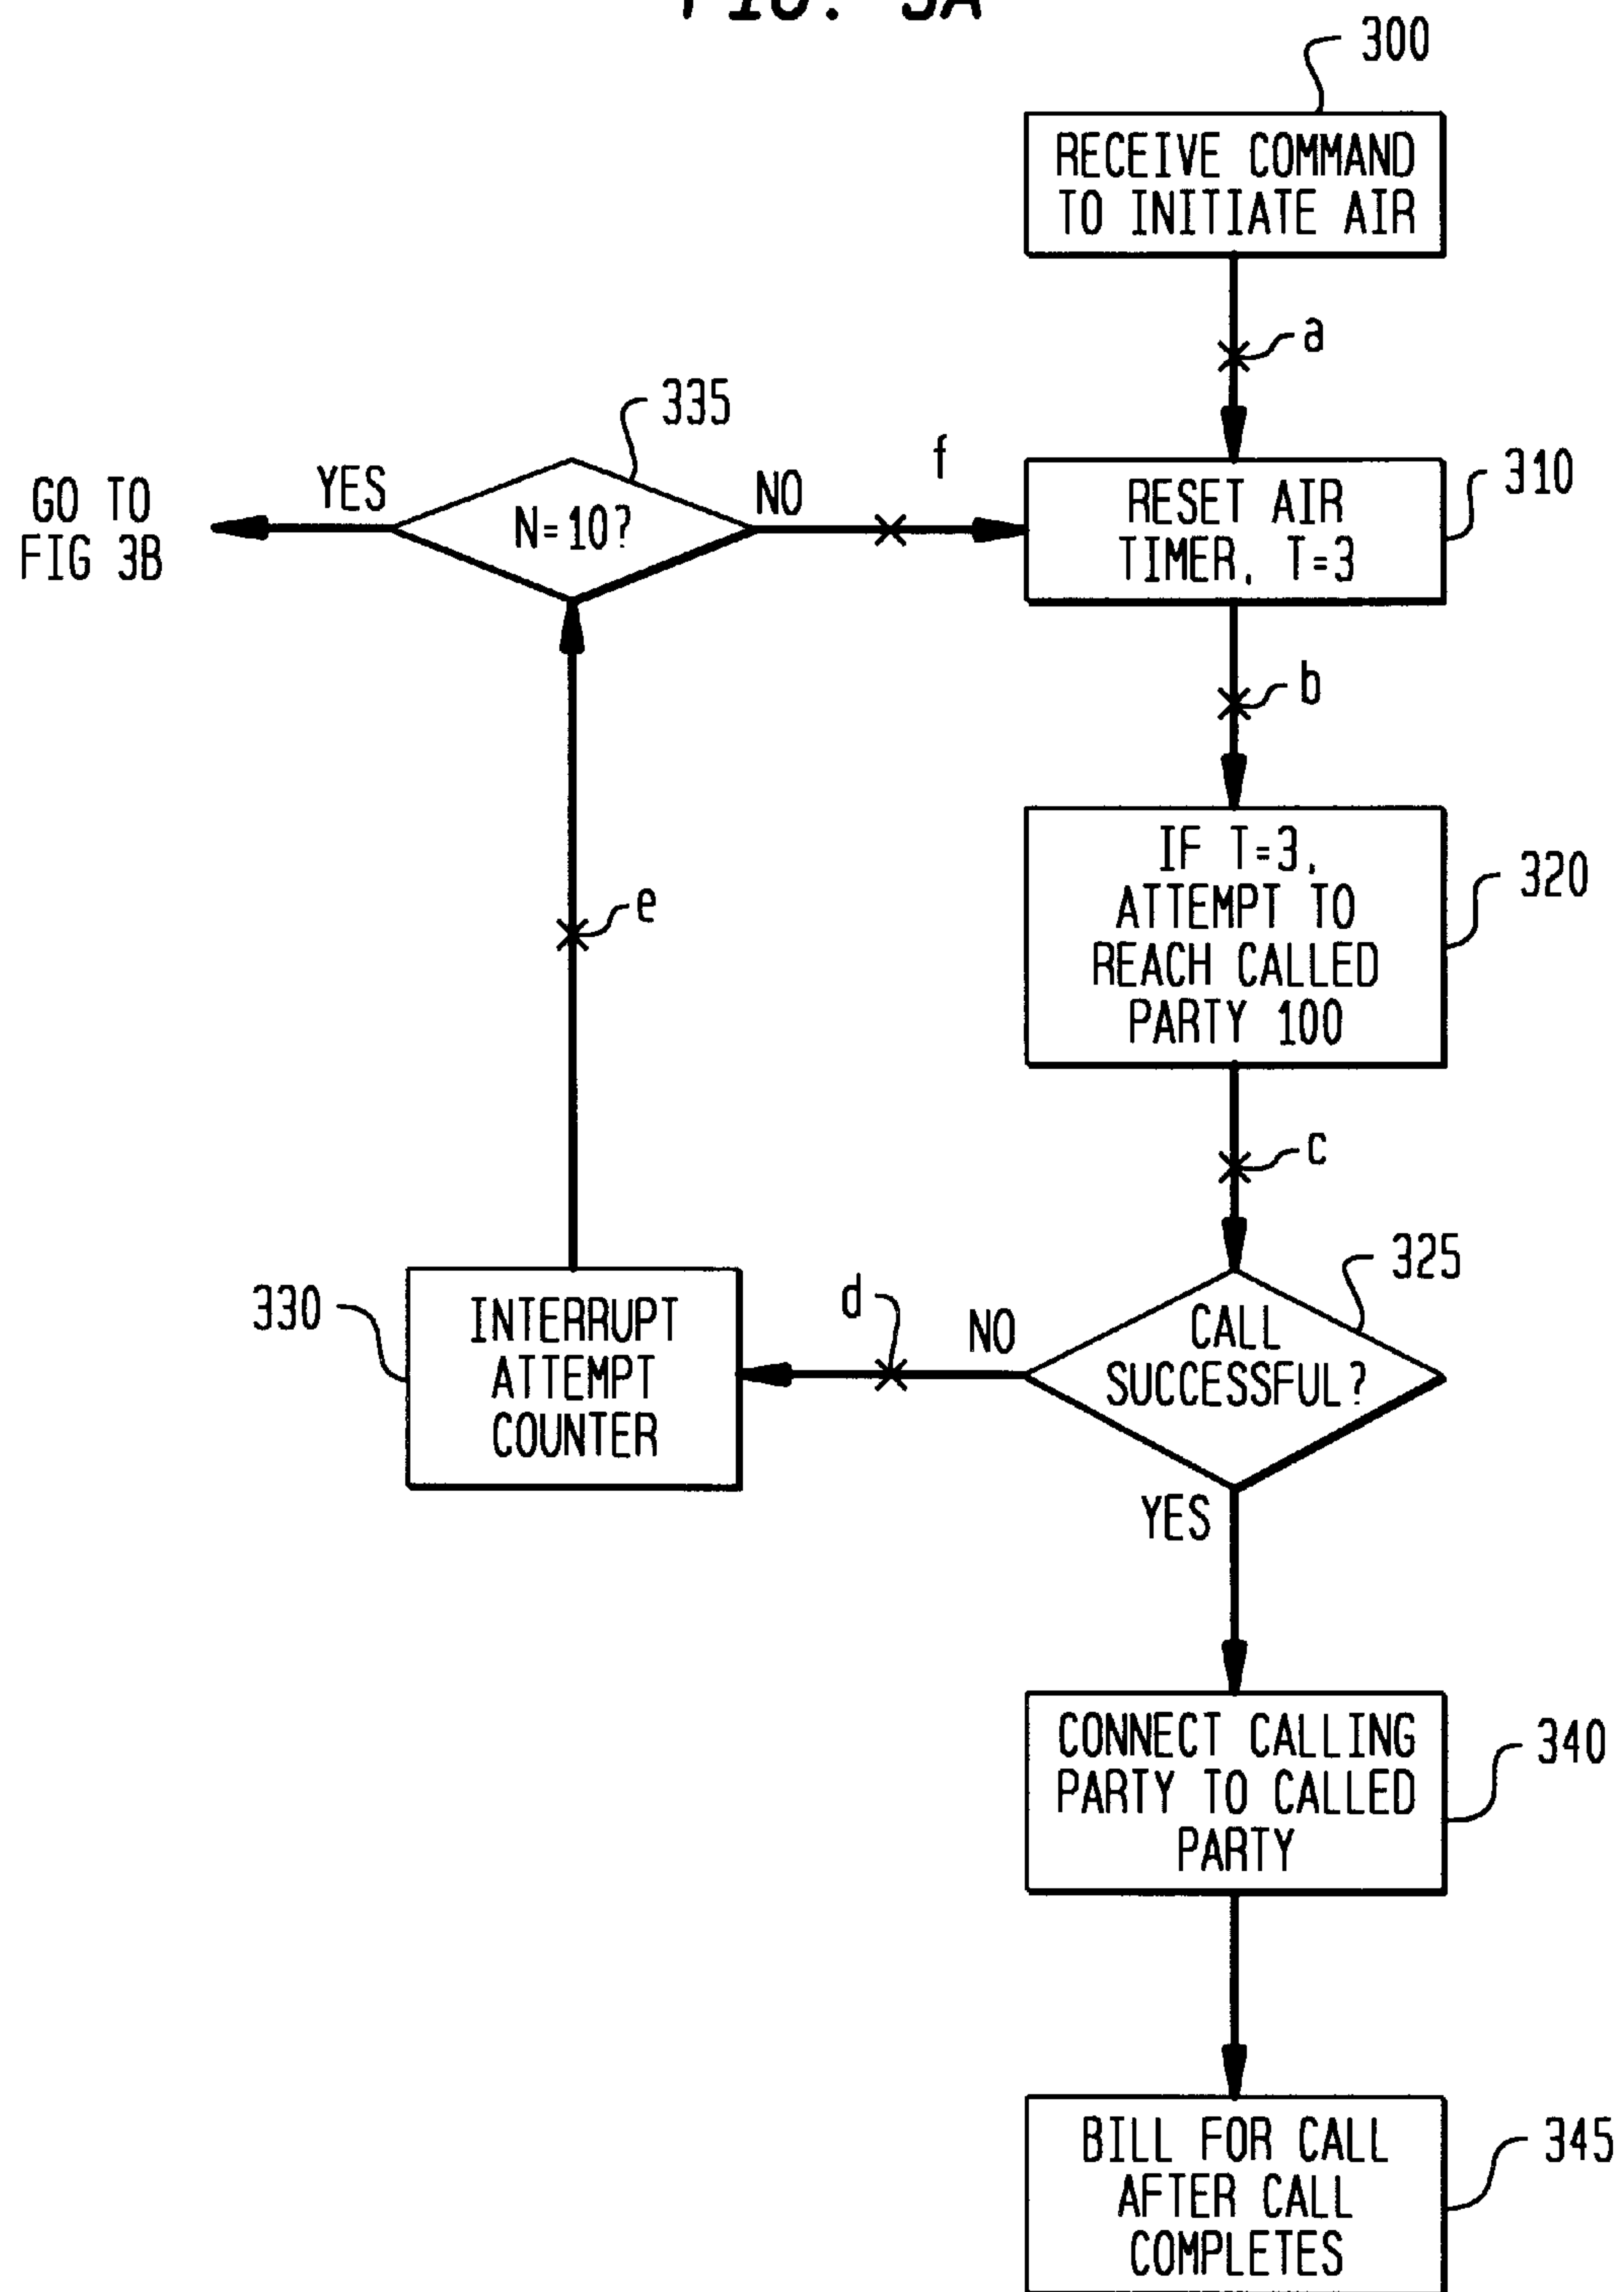 FIG. 3A
300
RECEIVE COMMAND
TO INITIATE AIR
a
335
f
310
GO TO
FIG 3B
YES
N=10?
NO
RESET AIR
TIMER, T=3
b
IF T=3,
ATTEMPT TO
REACH CALLED
PARTY 100
320
e
c
325
330
INTERRUPT
ATTEMPT
COUNTER
d
NO
CALL
SUCCESSFUL?
YES
CONNECT CALLING
PARTY TO CALLED
PARTY
340
BILL FOR CALL
AFTER CALL
COMPLETES
345